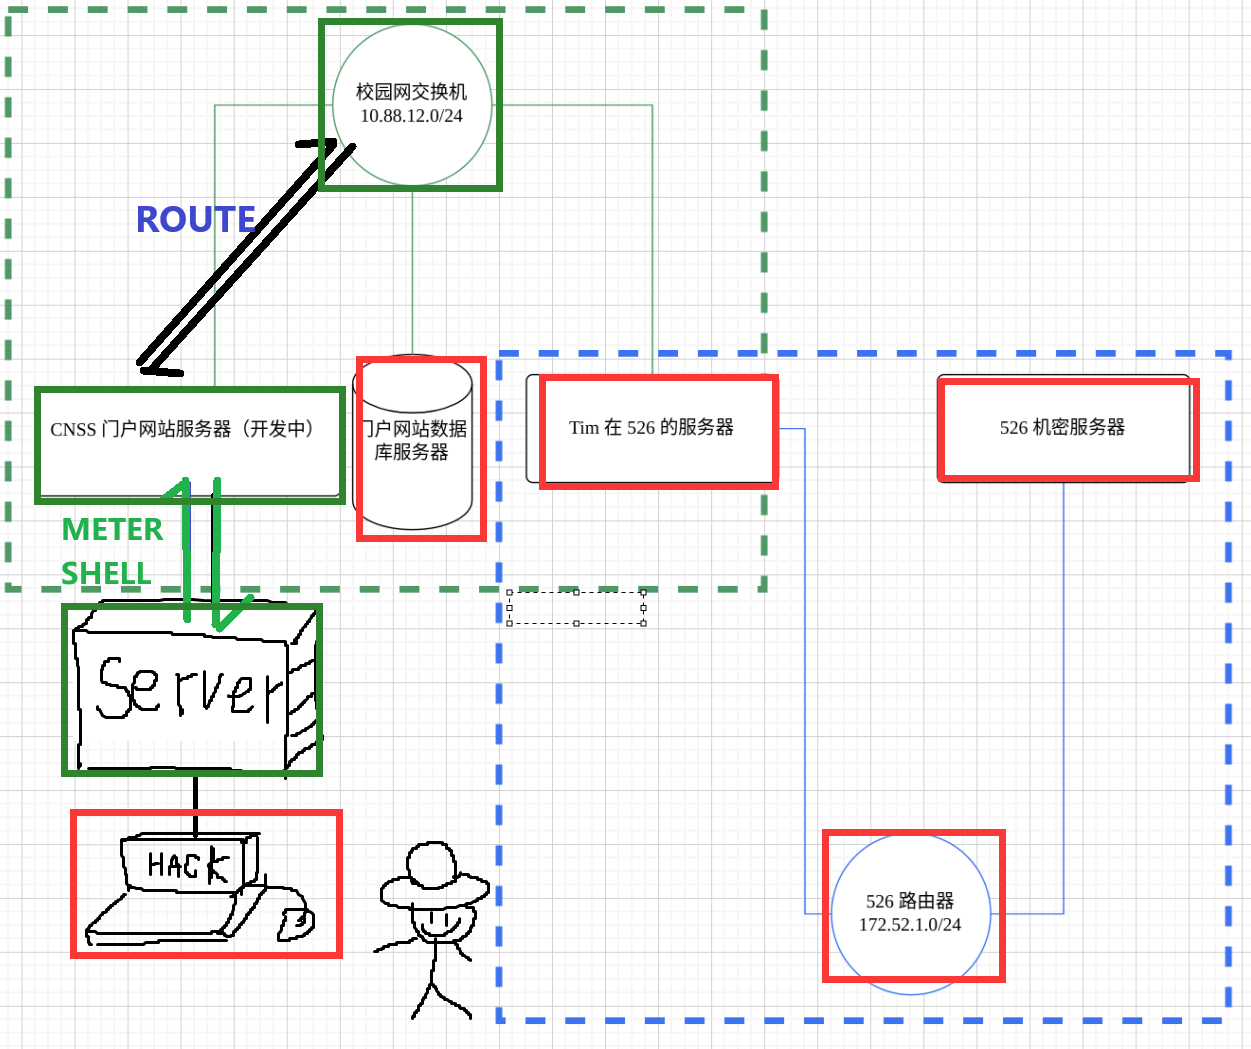 校园网交换机
10.88.12.0/24
ROUTE
CNSS 门户网站服务器（开发中）
门户网站数据
库服务器
Tim 在 526 的服务器
526 机密服务器
METER
SHELL
Server
HACK
526 路由器
172.52.1.0/24